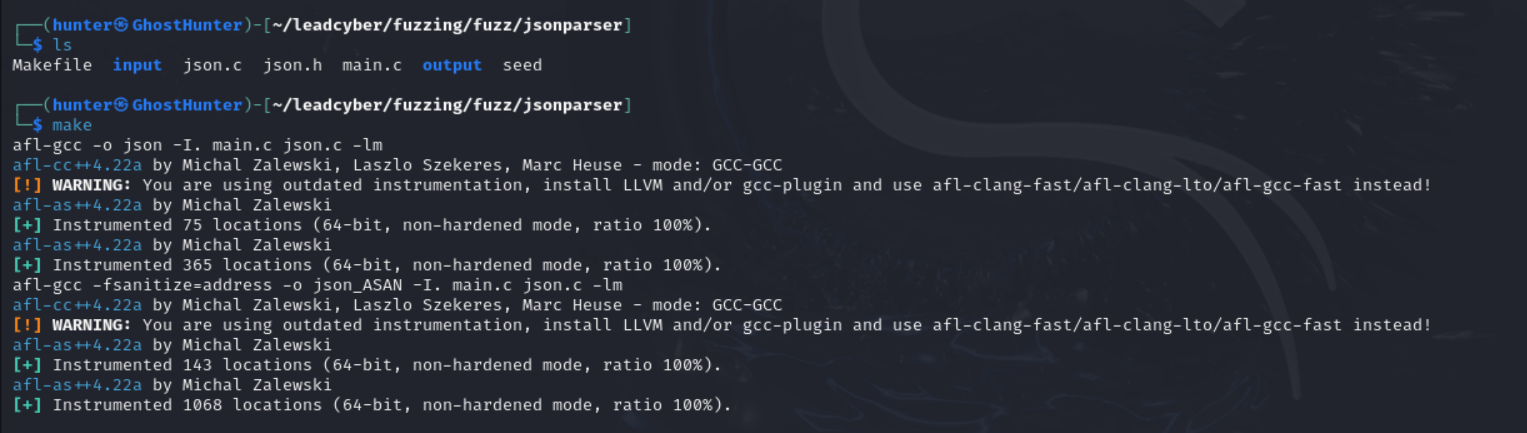 ┌──(hunter㉿GhostHunter)-[~/leadcyber/fuzzing/fuzz/jsonparser]
└─$ ls
Makefile  input  json.c  json.h  main.c  output  seed
┌──(hunter㉿GhostHunter)-[~/leadcyber/fuzzing/fuzz/jsonparser]
└─$ make
afl-gcc -o json -I. main.c json.c -lm
afl-cc++4.22a by Michal Zalewski, Laszlo Szekeres, Marc Heuse - mode: GCC-GCC
[!] WARNING: You are using outdated instrumentation, install LLVM and/or gcc-plugin and use afl-clang-fast/afl-clang-lto/afl-gcc-fast instead!
afl-as++4.22a by Michal Zalewski
[+] Instrumented 75 locations (64-bit, non-hardened mode, ratio 100%).
afl-as++4.22a by Michal Zalewski
[+] Instrumented 365 locations (64-bit, non-hardened mode, ratio 100%).
afl-gcc -fsanitize=address -o json_ASAN -I. main.c json.c -lm
afl-cc++4.22a by Michal Zalewski, Laszlo Szekeres, Marc Heuse - mode: GCC-GCC
[!] WARNING: You are using outdated instrumentation, install LLVM and/or gcc-plugin and use afl-clang-fast/afl-clang-lto/afl-gcc-fast instead!
afl-as++4.22a by Michal Zalewski
[+] Instrumented 143 locations (64-bit, non-hardened mode, ratio 100%).
afl-as++4.22a by Michal Zalewski
[+] Instrumented 1068 locations (64-bit, non-hardened mode, ratio 100%).